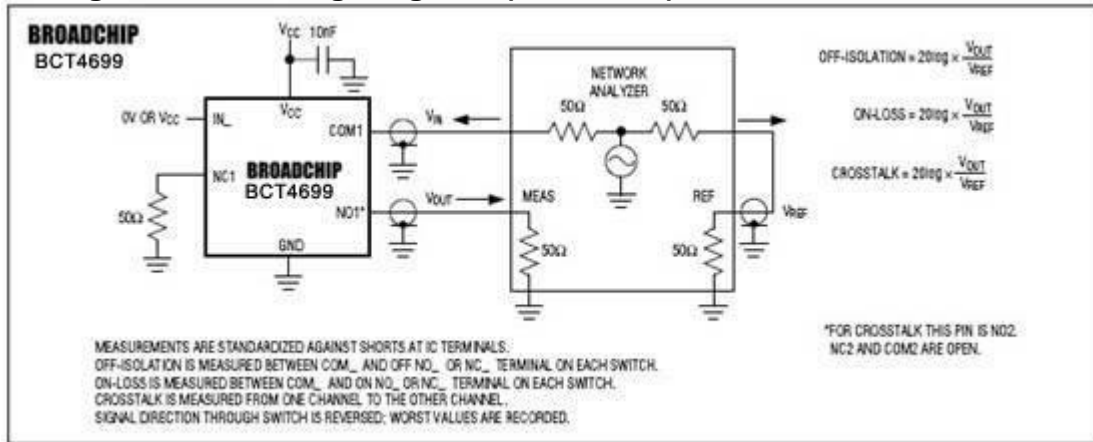 BROADCHIP
BCT4699
VCC 10nF
VCC
0V OR VCC
IN_
COM1
NC1
BROADCHIP
BCT4699
NO1*
GND
50Ω
VIN
VOUT
NETWORK
ANALYZER
50Ω 50Ω
MEAS REF
50Ω 50Ω
VREF
OFF-ISOLATION = 20log × VOUT/VREF
ON-LOSS = 20log × VOUT/VREF
CROSSTALK = 20log × VOUT/VREF
*FOR CROSSTALK THIS PIN IS NO2.
NC2 AND COM2 ARE OPEN.
MEASUREMENTS ARE STANDARDIZED AGAINST SHORTS AT IC TERMINALS.
OFF-ISOLATION IS MEASURED BETWEEN COM_ AND OFF NO_ OR NC_ TERMINAL ON EACH SWITCH.
ON-LOSS IS MEASURED BETWEEN COM_ AND ON NO_ OR NC_ TERMINAL ON EACH SWITCH.
CROSSTALK IS MEASURED FROM ONE CHANNEL TO THE OTHER CHANNEL.
SIGNAL DIRECTION THROUGH SWITCH IS REVERSED; WORST VALUES ARE RECORDED.